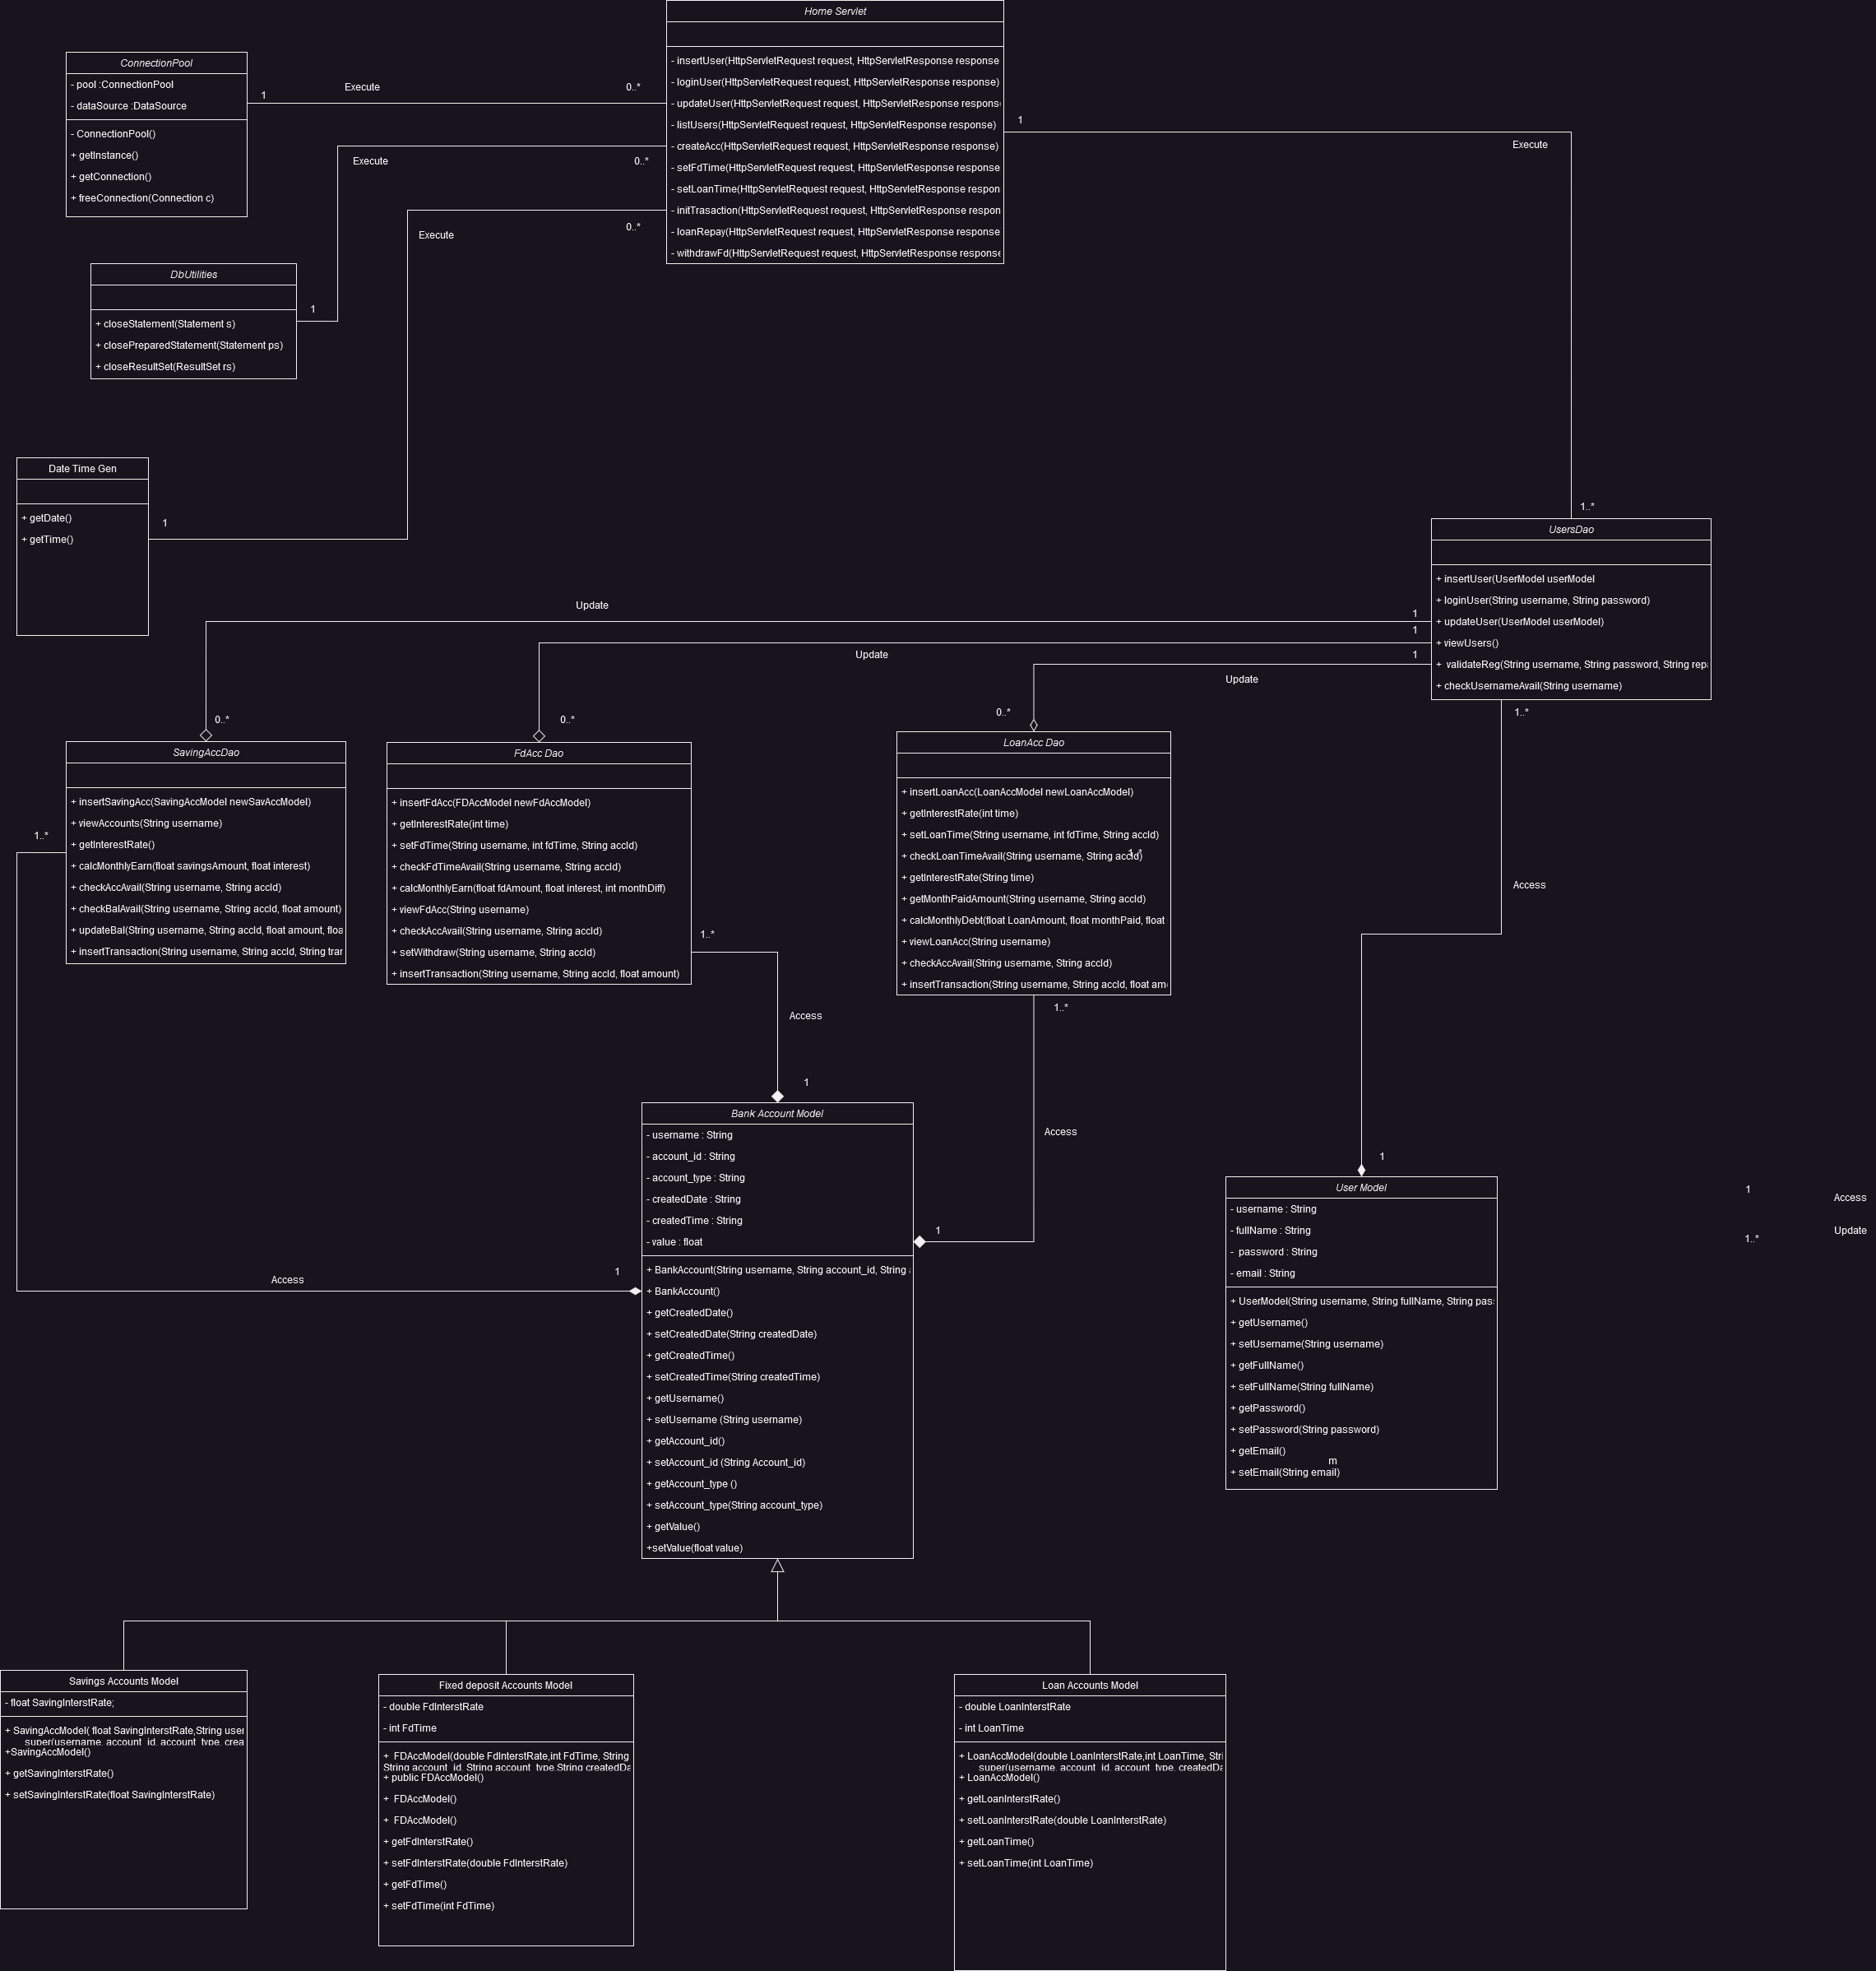 Home Servlet
- insertUser(HttpServletRequest request, HttpServletResponse response
- loginUser(HttpServletRequest request, HttpServletResponse response)
- updateUser(HttpServletRequest request, HttpServletResponse respons
- listUsers(HttpServletRequest request, HttpServletResponse response)
- createAcc(HttpServletRequest request, HttpServletResponse response)
- setFdTime(HttpServletRequest request, HttpServletResponse response
- setLoanTime(HttpServletRequest request, HttpServletResponse respon
- initTrasaction(HttpServletRequest request, HttpServletResponse respon
- loanRepay(HttpServletRequest request, HttpServletResponse response
- withdrawFd(HttpServletRequest request, HttpServletResponse response
ConnectionPool
- pool :ConnectionPool
- dataSource :DataSource
- ConnectionPool()
+ getInstance()
+ getConnection()
+ freeConnection(Connection c)
1
Execute
0..*
Execute
0..*
Execute
0..*
1
Execute
DbUtilities
+ closeStatement(Statement s)
+ closePreparedStatement(Statement ps)
+ closeResultSet(ResultSet rs)
1
Date Time Gen
+ getDate()
+ getTime()
1
1..*
UsersDao
+ insertUser(UserModel userModel
+ loginUser(String username, String password)
+ updateUser(UserModel userModel)
+ viewUsers()
+ validateReg(String username, String password, String rep
+ checkUsernameAvail(String username)
Update
1
1
Update
1
Update
0..*
0..*
0..*
1..*
SavingAccDao
+ insertSavingAcc(SavingAccModel newSavAccModel)
+ viewAccounts(String username)
+ getInterestRate()
+ calcMonthlyEarn(float savingsAmount, float interest)
+ checkAccAvail(String username, String accId)
+ checkBalAvail(String username, String accId, float amount)
+ updateBal(String username, String accId, float amount, floa
+ insertTransaction(String username, String accId, String tran
1..*
FdAcc Dao
+ insertFdAcc(FDAccModel newFdAccModel)
+ getInterestRate(int time)
+ setFdTime(String username, int fdTime, String accId)
+ checkFdTimeAvail(String username, String accId)
+ calcMonthlyEarn(float fdAmount, float interest, int monthDiff)
+ viewFdAcc(String username)
+ checkAccAvail(String username, String accId)
+ setWithdraw(String username, String accId)
+ insertTransaction(String username, String accId, float amount)
1..*
LoanAcc Dao
+ insertLoanAcc(LoanAccModel newLoanAccModel)
+ getInterestRate(int time)
+ setLoanTime(String username, int fdTime, String accId)
+ checkLoanTimeAvail(String username, String accId)
1..*
+ getInterestRate(String time)
+ getMonthPaidAmount(String username, String accId)
+ calcMonthlyDebt(float LoanAmount, float monthPaid, float
+ viewLoanAcc(String username)
+ checkAccAvail(String username, String accId)
+ insertTransaction(String username, String accId, float am
1..*
Access
Access
1
Access
1
Access
1
1
Bank Account Model
- username : String
- account_id : String
- account_type : String
- createdDate : String
- createdTime : String
- value : float
+ BankAccount(String username, String account_id, String
+ BankAccount()
+ getCreatedDate()
+ setCreatedDate(String createdDate)
+ getCreatedTime()
+ setCreatedTime(String createdTime)
+ getUsername()
+ setUsername (String username)
+ getAccount_id()
+ setAccount_id (String Account_id)
+ getAccount_type ()
+ setAccount_type(String account_type)
+ getValue()
+setValue(float value)
User Model
- username : String
- fullName : String
- password : String
- email : String
+ UserModel(String username, String fullName, String pas
+ getUsername()
+ setUsername(String username)
+ getFullName()
+ setFullName(String fullName)
+ getPassword()
+ setPassword(String password)
+ getEmail()
m
+ setEmail(String email)
1
Access
Update
1..*
Savings Accounts Model
- float SavingInterstRate;
+ SavingAccModel( float SavingInterstRate,String user
super(username, account_id, account_type, crea
+SavingAccModel()
+ getSavingInterstRate()
+ setSavingInterstRate(float SavingInterstRate)
Fixed deposit Accounts Model
- double FdInterstRate
- int FdTime
+ FDAccModel(double FdInterstRate,int FdTime, String
String account_id, String account_type,String createdDa
+ public FDAccModel()
+ FDAccModel()
+ FDAccModel()
+ getFdInterstRate()
+ setFdInterstRate(double FdInterstRate)
+ getFdTime()
+ setFdTime(int FdTime)
Loan Accounts Model
- double LoanInterstRate
- int LoanTime
+ LoanAccModel(double LoanInterstRate,int LoanTime, Stri
super(username, account_id, account_type, createdDa
+ LoanAccModel()
+ getLoanInterstRate()
+ setLoanInterstRate(double LoanInterstRate)
+ getLoanTime()
+ setLoanTime(int LoanTime)